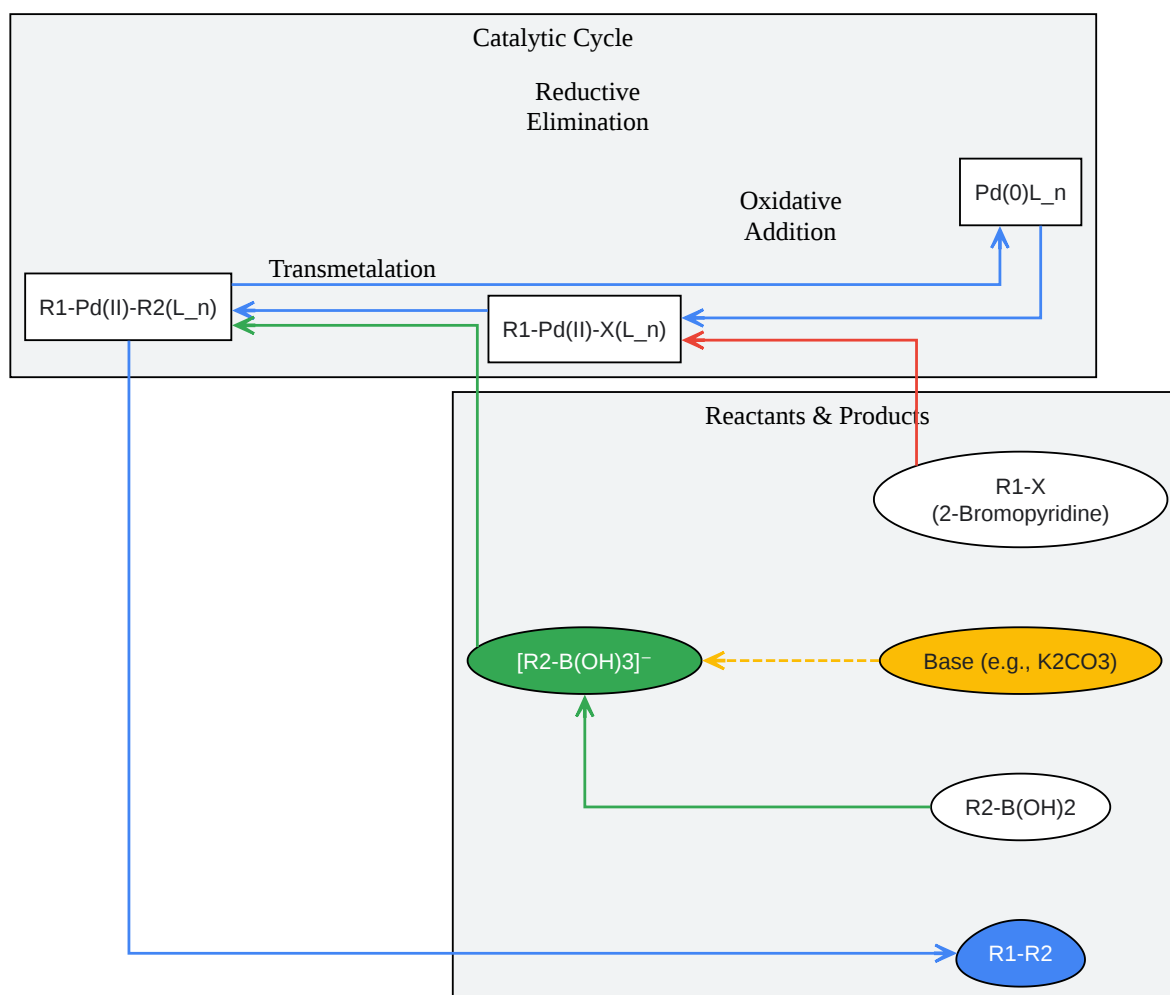 Catalytic Cycle
Reductive
Elimination
Pd(0)L_n
Oxidative
Addition
Transmetalation
R1-Pd(II)-R2(L_n)
R1-Pd(II)-X(L_n)
Reactants & Products
R1-X
(2-Bromopyridine)
[R2-B(OH)3]⁻
Base (e.g., K2CO3)
R2-B(OH)2
R1-R2